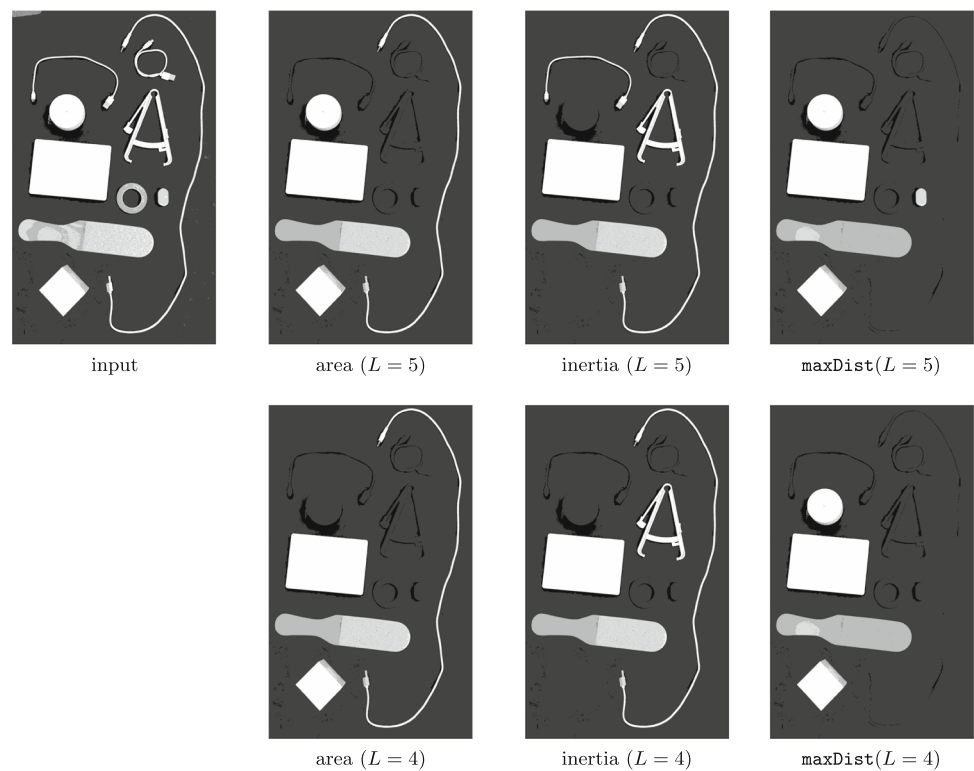 input
area (L = 5)
inertia (L = 5)
maxDist(L = 5)
area (L = 4)
inertia (L = 4)
maxDist(L = 4)